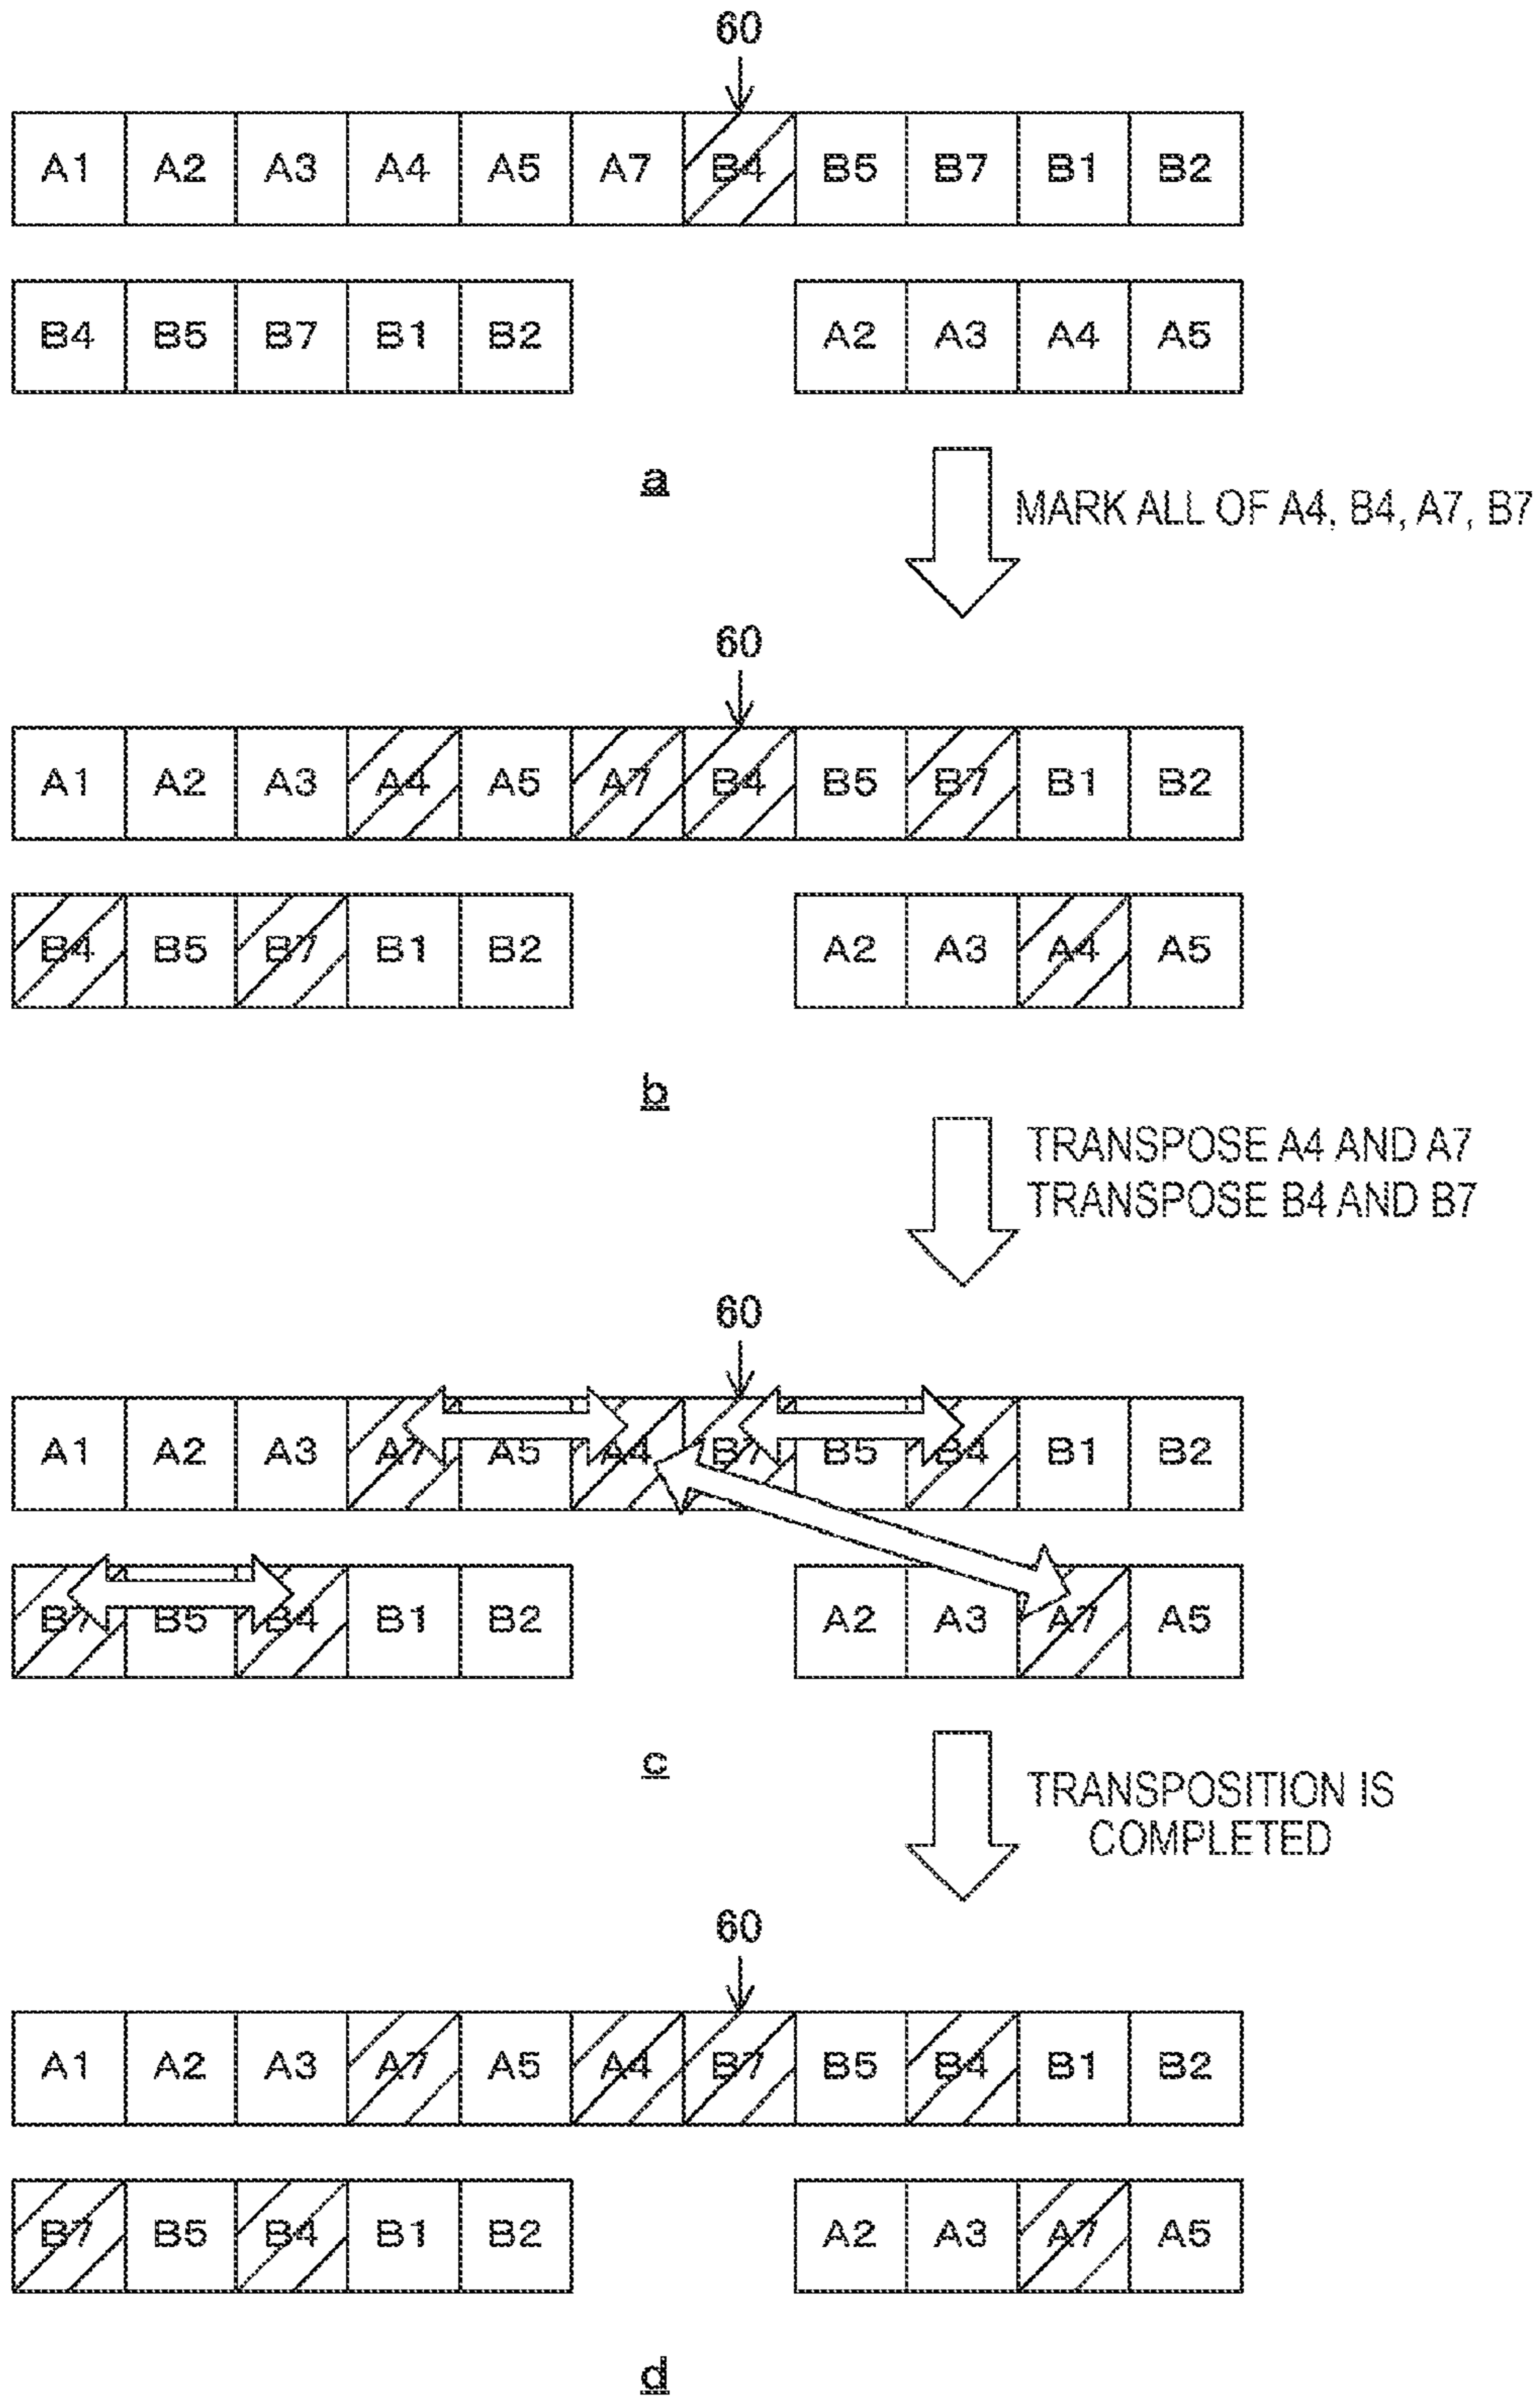 60
A1 A2 A3 A4 A5 A7 B4 B5 B7 B1 B2
B4 B5 B7 B1 B2 A2 A3 A4 A5
a
MARK ALL OF A4, B4, A7, B7
60
A1 A2 A3 A4 A5 A7 B4 B5 B7 B1 B2
B4 B5 B7 B1 B2 A2 A3 A4 A5
b
TRANSPOSE A4 AND A7
TRANSPOSE B4 AND B7
60
A1 A2 A3 A7 A5 A4 B7 B5 B4 B1 B2
B7 B5 B4 B1 B2 A2 A3 A7 A5
c
TRANSPOSITION IS
COMPLETED
60
A1 A2 A3 A7 A5 A4 B7 B5 B4 B1 B2
B7 B5 B4 B1 B2 A2 A3 A7 A5
d